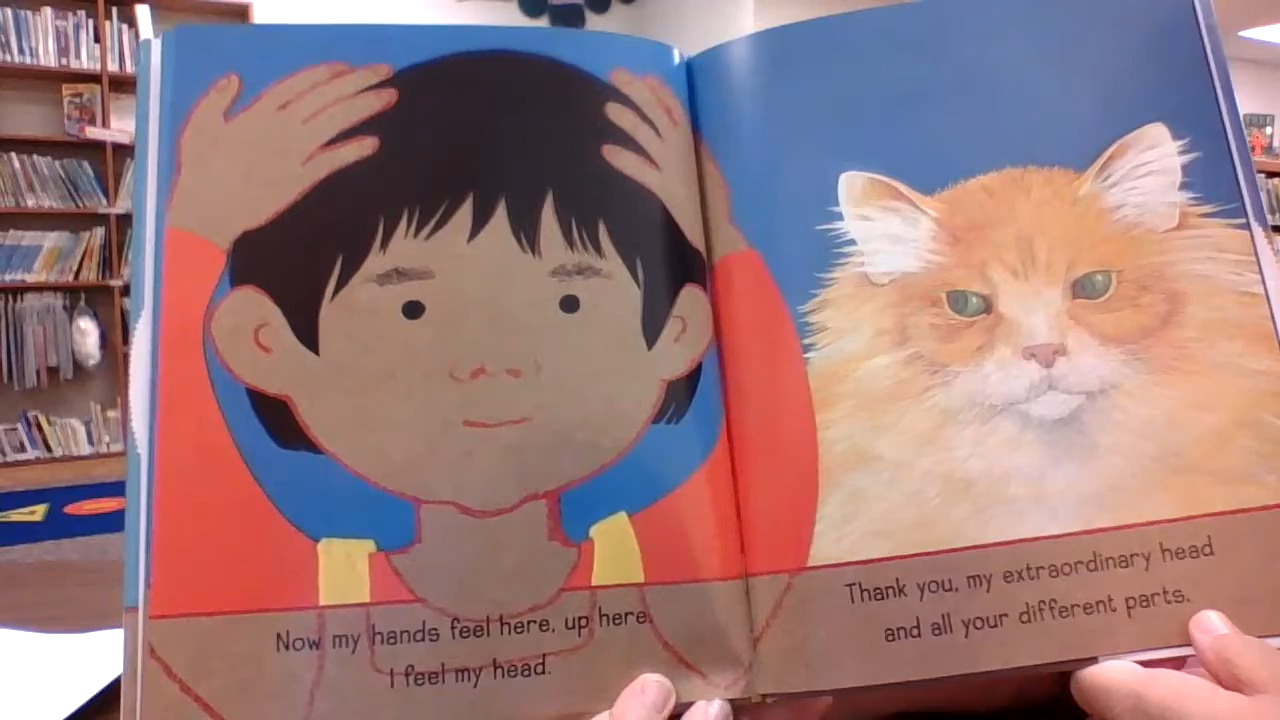 Now my hands feel here, up here.
I feel my head.
Thank you, my extraordinary head
and all your different parts.